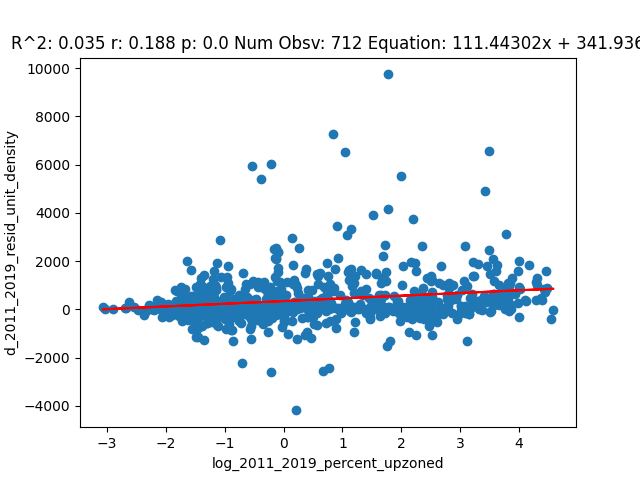 R^2: 0.035 r: 0.188 p: 0.0 Num Obsv: 712 Equation: 111.44302x + 341.936
10000
8000
6000
4000
2000
0
−2000
−4000
d_2011_2019_resid_unit_density
−3 −2 −1 0 1 2 3 4
log_2011_2019_percent_upzoned